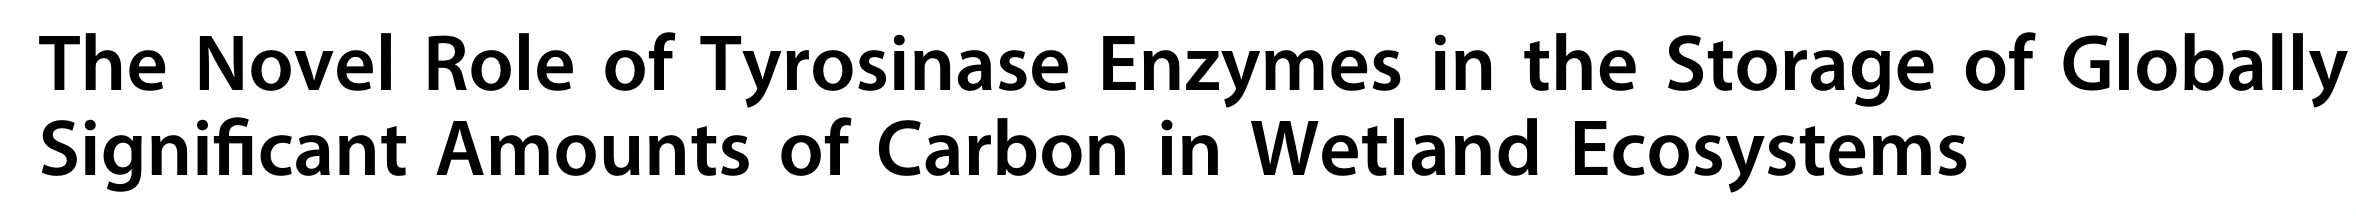 The Novel Role of Tyrosinase Enzymes in the Storage of Globally
Significant Amounts of Carbon in Wetland Ecosystems